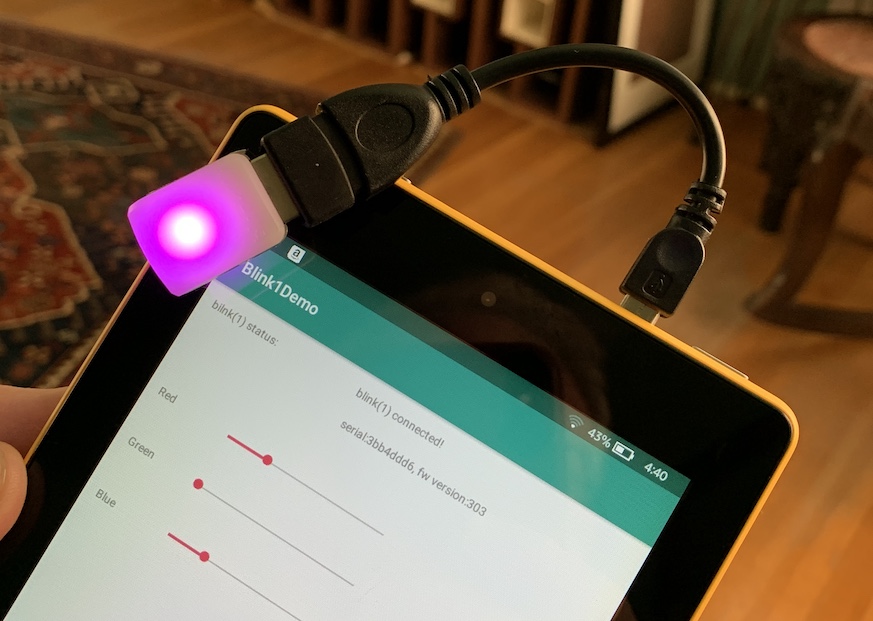 a
43% 4:40
Blink1Demo
blink(1) status:
blink(1) connected!
serial:3bb4ddd6, fw version:303
Red
Green
Blue